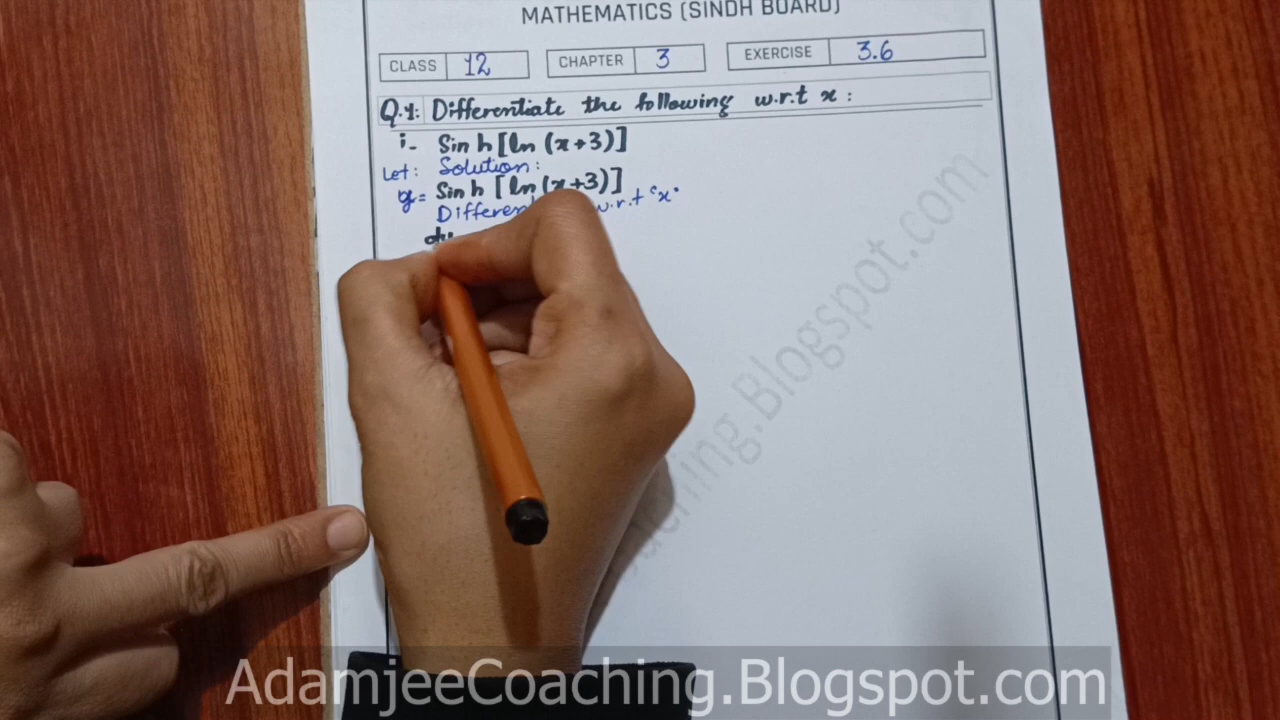 MATHEMATICS (SINDH BOARD)
CLASS 12 CHAPTER 3 EXERCISE 3.6
Q.1: Differentiate the following w.r.t x:
i- Sin h [ln (x+3)]
Let: Solution:
y = Sin h [ln (x+3)]
w.r.t "x"
dy
AdamjeeCoaching.Blogspot.com